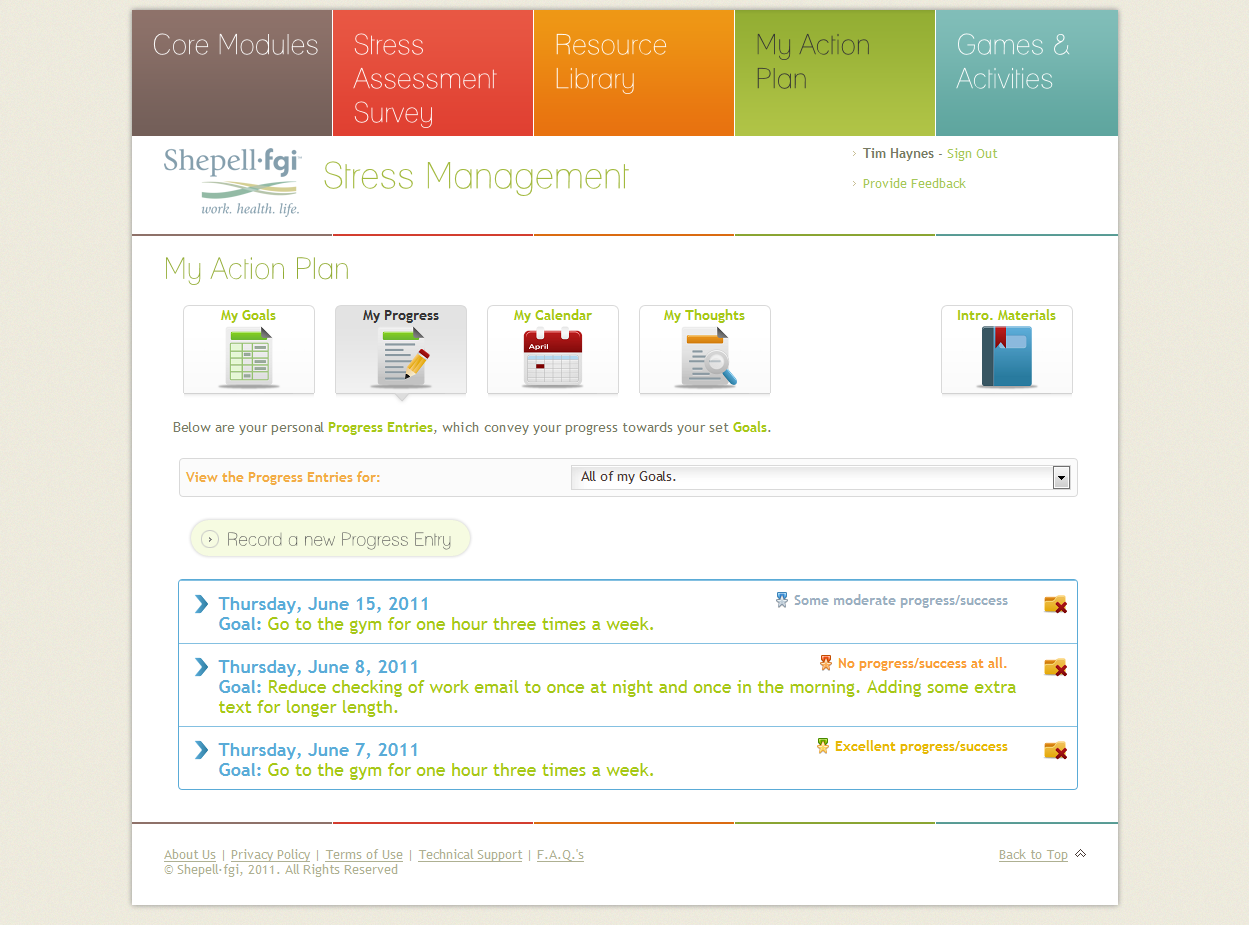 Core Modules
Stress
Assessment
Survey
Resource
Library
My Action
Plan
Games &
Activities
Shepell·fgi™
work. health. life.
Stress Management
Tim Haynes - Sign Out
Provide Feedback
My Action Plan
My Goals
My Progress
My Calendar
April
My Thoughts
Intro. Materials
Below are your personal Progress Entries, which convey your progress towards your set Goals.
View the Progress Entries for:
All of my Goals.
Record a new Progress Entry
Thursday, June 15, 2011
Some moderate progress/success
Goal: Go to the gym for one hour three times a week.
Thursday, June 8, 2011
No progress/success at all.
Goal: Reduce checking of work email to once at night and once in the morning. Adding some extra
text for longer length.
Thursday, June 7, 2011
Excellent progress/success
Goal: Go to the gym for one hour three times a week.
About Us | Privacy Policy | Terms of Use | Technical Support | F.A.Q.'s
Back to Top
© Shepell·fgi, 2011. All Rights Reserved